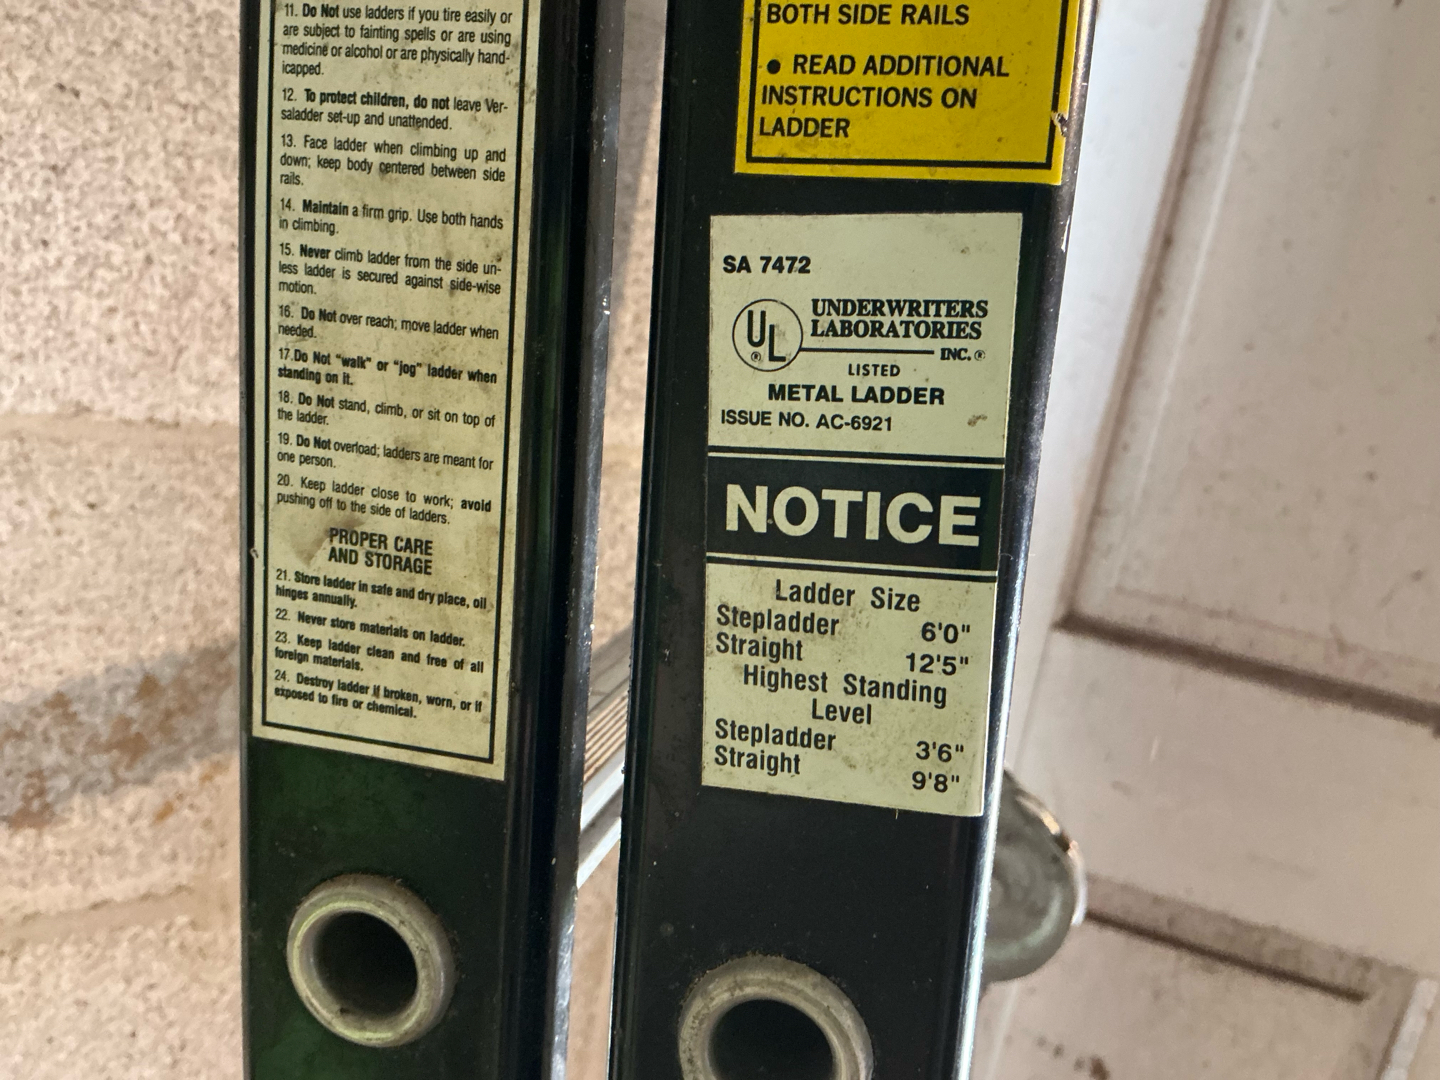 11. Do Not use ladders if you tire easily or
are subject to fainting spells or are using
medicine or alcohol or are physically hand-
icapped.
12. To protect children, do not leave Ver-
saladder set-up and unattended.
13. Face ladder when climbing up and
down; keep body centered between side
rails.
14. Maintain a firm grip. Use both hands
in climbing.
15. Never climb ladder from the side un-
less ladder is secured against side-wise
motion.
16. Do Not over reach; move ladder when
needed.
17.Do Not "walk" or "jog" ladder when
standing on it.
18. Do Not stand, climb, or sit on top of
the ladder.
19. Do Not overload; ladders are meant for
one person.
20. Keep ladder close to work; avoid
pushing off to the side of ladders.
PROPER CARE
AND STORAGE
21. Store ladder in safe and dry place, oil
hinges annually.
22. Never store materials on ladder.
23. Keep ladder clean and free of all
foreign materials.
24. Destroy ladder if broken, worn, or if
exposed to fire or chemical.
BOTH SIDE RAILS
• READ ADDITIONAL
INSTRUCTIONS ON
LADDER
SA 7472
UL ®
UNDERWRITERS
LABORATORIES
INC.®
LISTED
METAL LADDER
ISSUE NO. AC-6921
NOTICE
Ladder Size
Stepladder 6'0"
Straight 12'5"
Highest Standing
Level
Stepladder 3'6"
Straight 9'8"